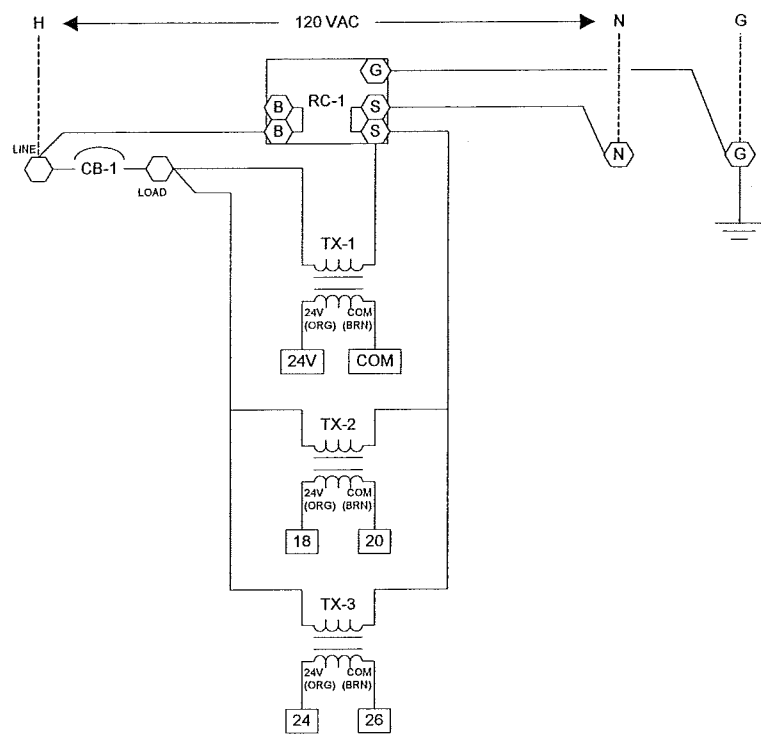 H 120 VAC N G
G
B RC-1 S
B S
LINE CB-1 LOAD N G
TX-1
24V COM
(ORG) (BRN)
24V COM
TX-2
24V COM
(ORG) (BRN)
18 20
TX-3
24V COM
(ORG) (BRN)
24 26